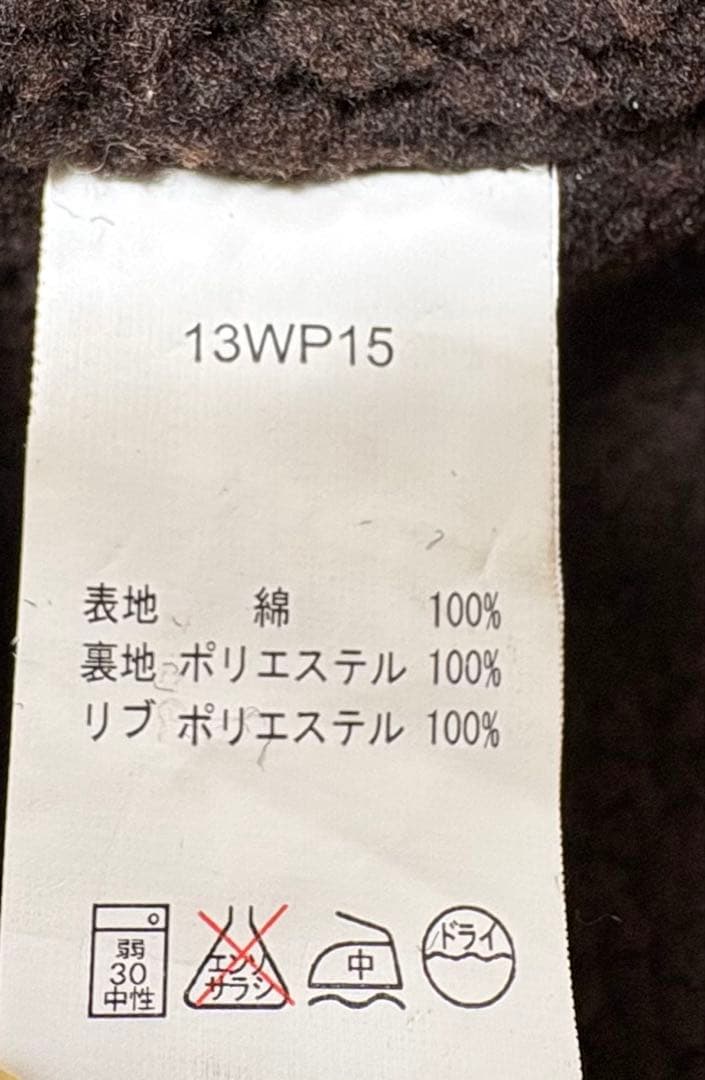 13WP15
表地 綿 100%
裏地 ポリエステル 100%
リブ ポリエステル 100%
弱
30
中性
エンソ
サラシ
中
ドライ